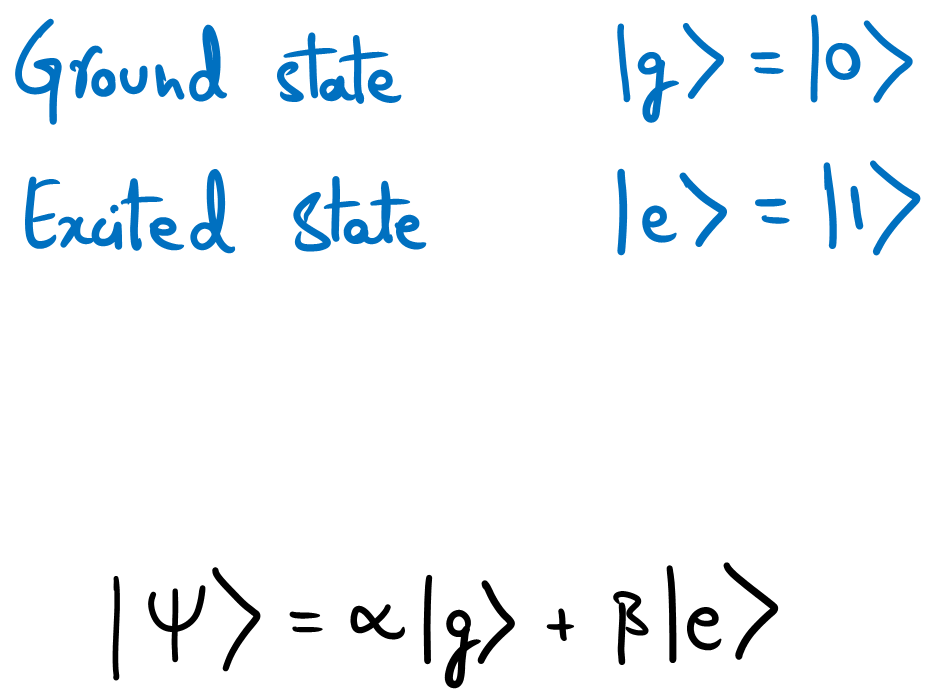 Ground state |g⟩ = |0⟩
Excited state |e⟩ = |1⟩
|ψ⟩ = α|g⟩ + β|e⟩